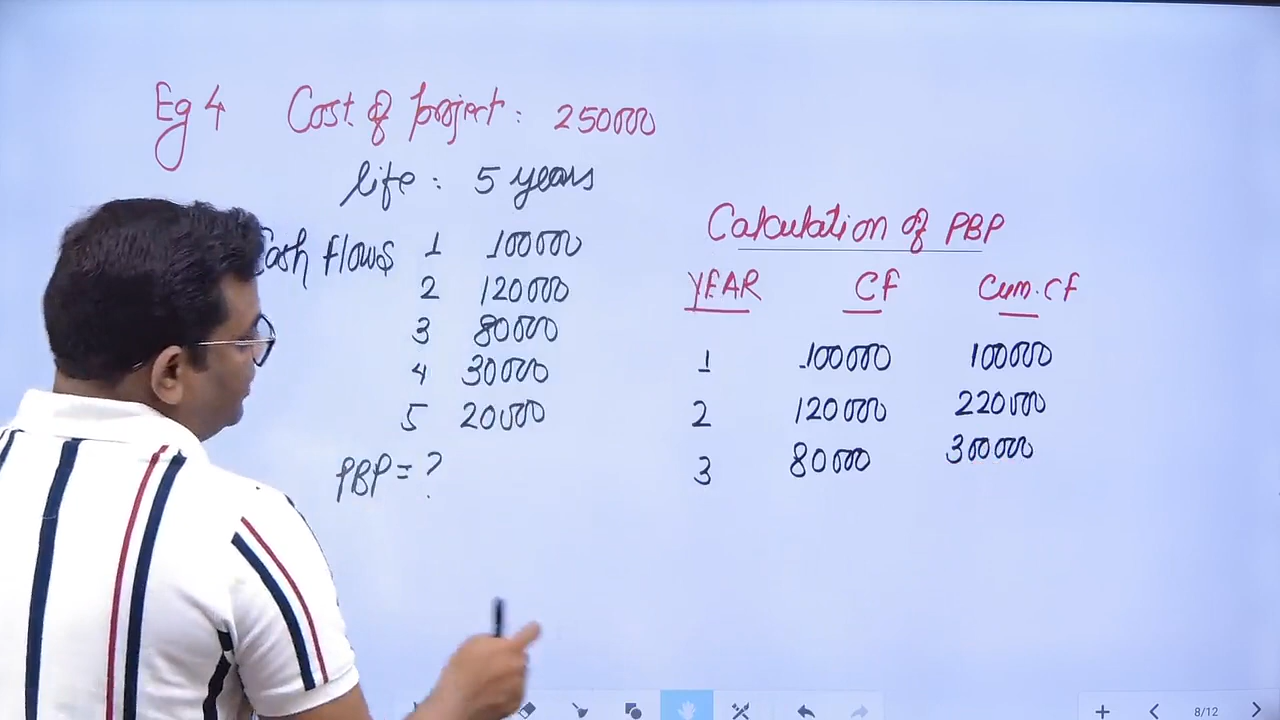 Eg 4 Cost of project : 250000
life : 5 years
Cash flows 1 100000
2 120000
3 80000
4 30000
5 20000
PBP = ?
Calculation of PBP
YEAR CF Cum. Cf
1 100000 100000
2 120000 220000
3 80000 300000
8/12